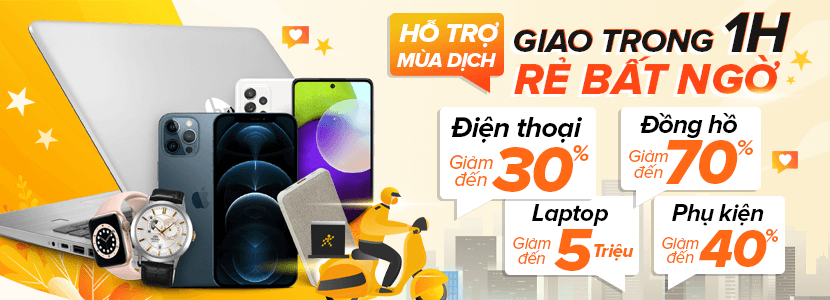 HỖ TRỢ
MÙA DỊCH
GIAO TRONG 1H
RẺ BẤT NGỜ
Điện thoại
Giảm đến 30%
Đồng hồ
Giảm đến 70%
Laptop
Giảm đến 5 Triệu
Phụ kiện
Giảm đến 40%